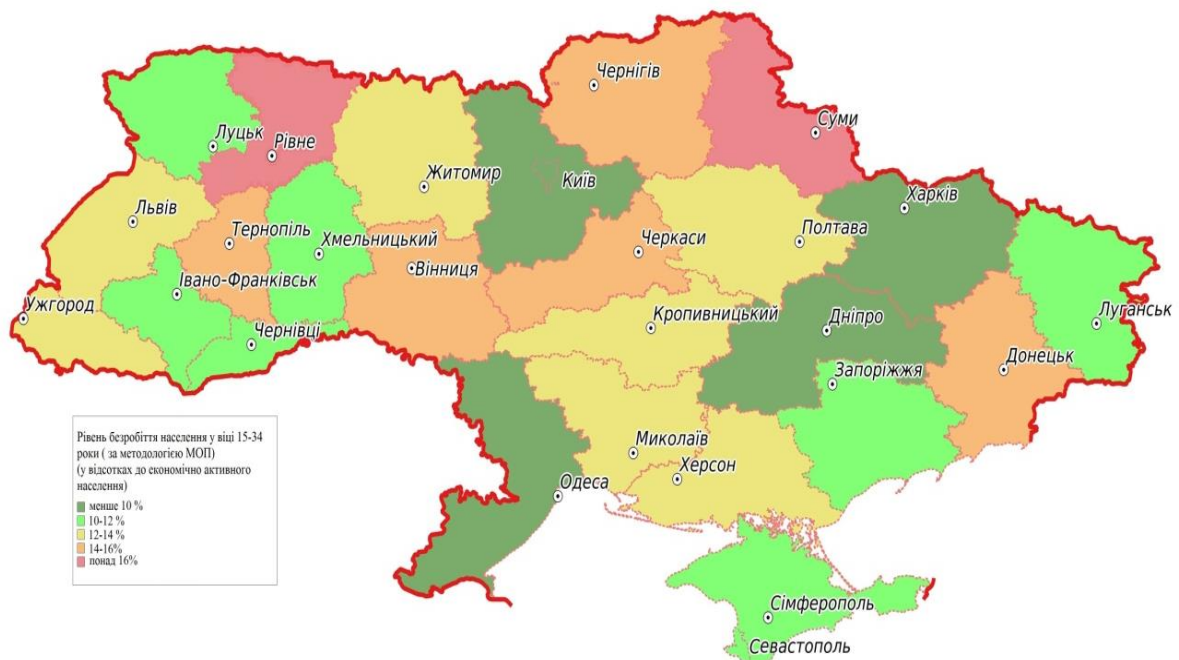 Чернігів
Суми
Луцьк
Рівне
Житомир
Київ
Харків
Львів
Тернопіль
Хмельницький
Черкаси
Полтава
Вінниця
Івано-Франківськ
Ужгород
Чернівці
Кропивницький
Дніпро
Луганськ
Запоріжжя
Донецьк
Миколаїв
Херсон
Одеса
Сімферополь
Севастополь
Рівень безробіття населення у віці 15-34
роки ( за методологією МОП)
(у відсотках до економічно активного
населення)
менше 10 %
10-12 %
12-14 %
14-16%
понад 16%